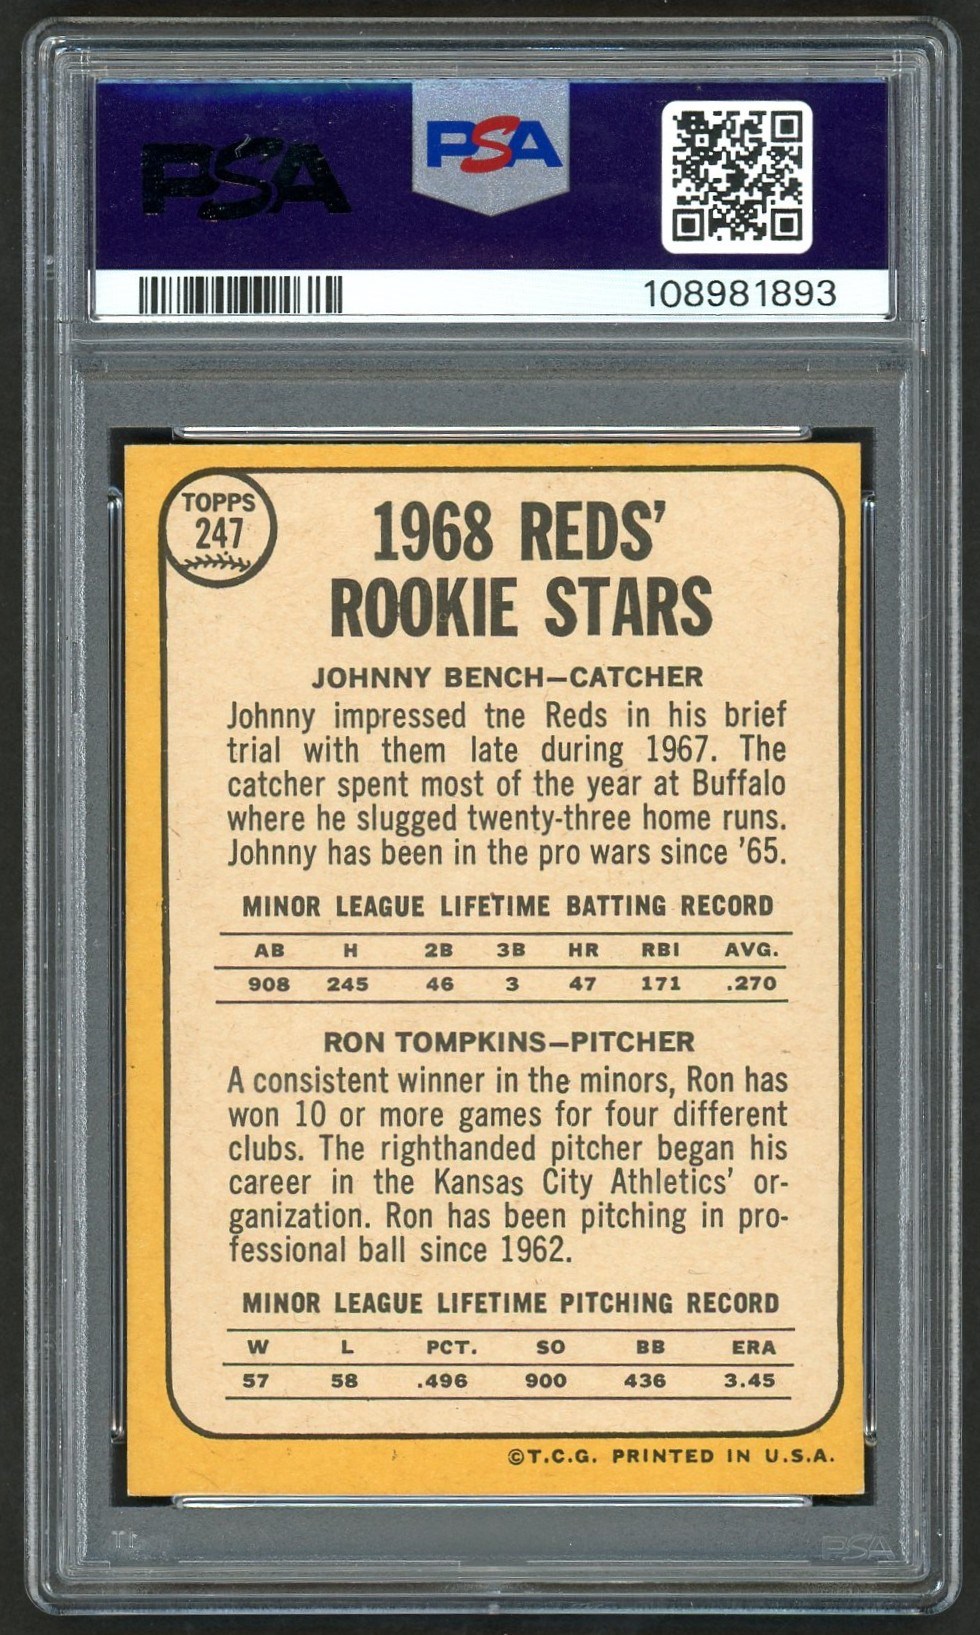 PSA
PSA
108981893
TOPPS
247
1968 REDS'
ROOKIE STARS
JOHNNY BENCH—CATCHER
Johnny impressed tne Reds in his brief
trial with them late during 1967. The
catcher spent most of the year at Buffalo
where he slugged twenty-three home runs.
Johnny has been in the pro wars since '65.
MINOR LEAGUE LIFETIME BATTING RECORD
AB H 2B 3B HR RBI AVG.
908 245 46 3 47 171 .270
RON TOMPKINS—PITCHER
A consistent winner in the minors, Ron has
won 10 or more games for four different
clubs. The righthanded pitcher began his
career in the Kansas City Athletics' or-
ganization. Ron has been pitching in pro-
fessional ball since 1962.
MINOR LEAGUE LIFETIME PITCHING RECORD
W L PCT. SO BB ERA
57 58 .496 900 436 3.45
©T.C.G. PRINTED IN U.S.A.
PSA